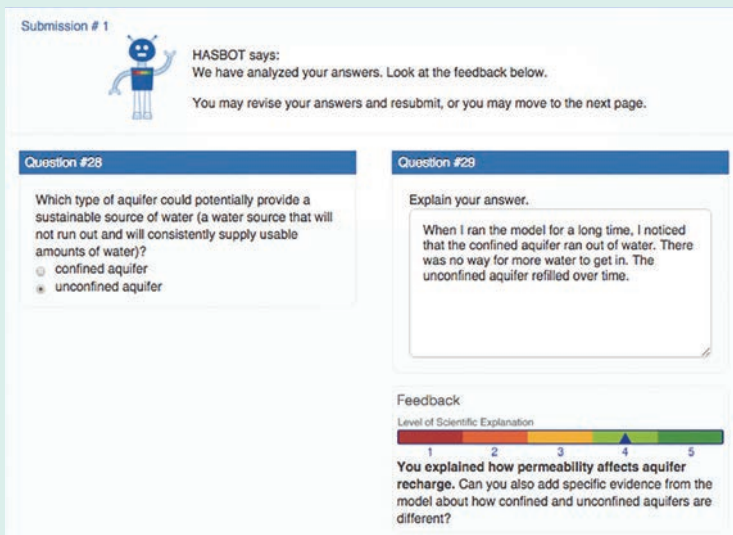 Submission # 1
HASBOT says:
We have analyzed your answers. Look at the feedback below.
You may revise your answers and resubmit, or you may move to the next page.
Question #28
Which type of aquifer could potentially provide a
sustainable source of water (a water source that will
not run out and will consistently supply usable
amounts of water)?
confined aquifer
unconfined aquifer
Question #29
Explain your answer.
When I ran the model for a long time, I noticed
that the confined aquifer ran out of water. There
was no way for more water to get in. The
unconfined aquifer refilled over time.
Feedback
Level of Scientific Explanation
1 2 3 4 5
You explained how permeability affects aquifer
recharge. Can you also add specific evidence from the
model about how confined and unconfined aquifers are
different?